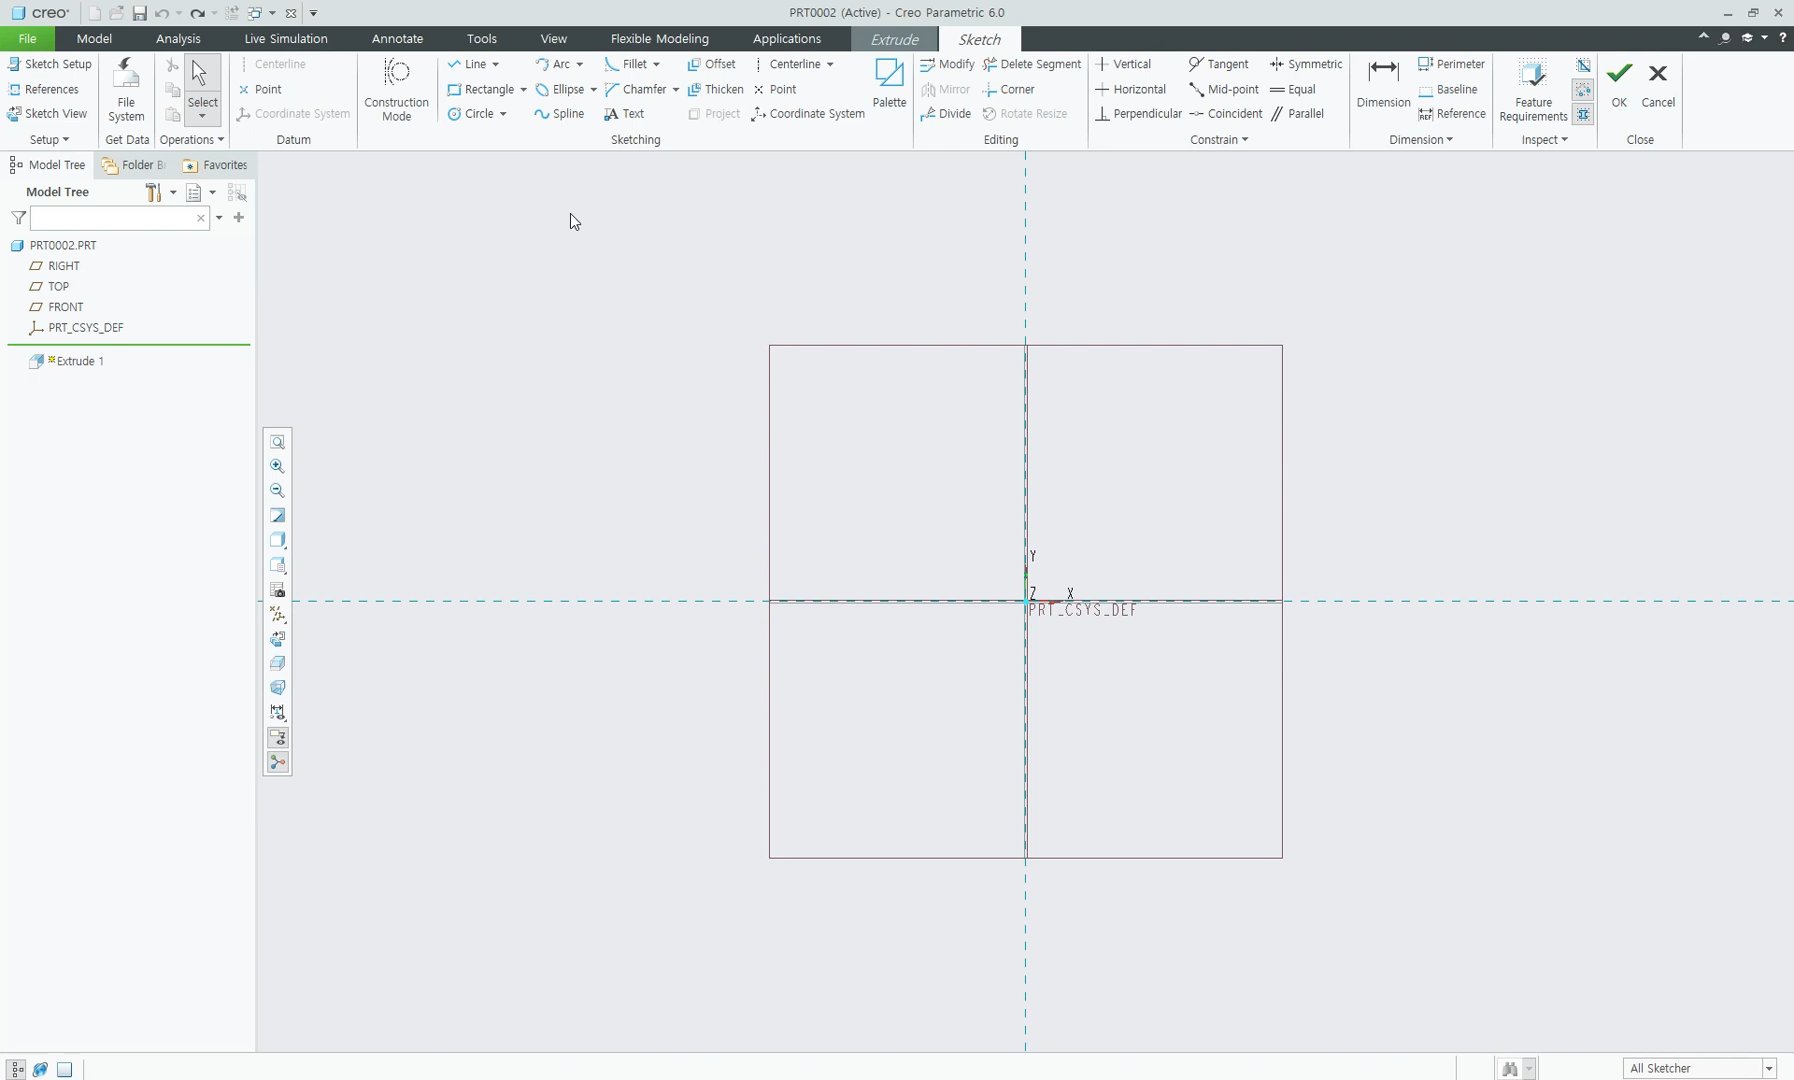 creo®
PRT0002 (Active) - Creo Parametric 6.0
File
Model
Analysis
Live Simulation
Annotate
Tools
View
Flexible Modeling
Applications
Extrude
Sketch
?
Sketch Setup
References
Sketch View
Setup
File
System
Get Data
Select
Operations
Centerline
Point
Coordinate System
Datum
Construction
Mode
Line
Rectangle
Circle
Arc
Ellipse
Spline
Fillet
Chamfer
Text
Offset
Thicken
Project
Centerline
Point
Coordinate System
Palette
Sketching
Modify
Mirror
Divide
Delete Segment
Corner
Rotate Resize
Editing
Vertical
Horizontal
Perpendicular
Tangent
Mid-point
Coincident
Symmetric
Equal
Parallel
Constrain
Dimension
Perimeter
Baseline
REF Reference
Dimension
Feature
Requirements
Inspect
OK
Cancel
Close
Model Tree
Folder Br
Favorites
Model Tree
PRT0002.PRT
RIGHT
TOP
FRONT
PRT_CSYS_DEF
Extrude 1
Y
Z
X
PRT_CSYS_DEF
All Sketcher